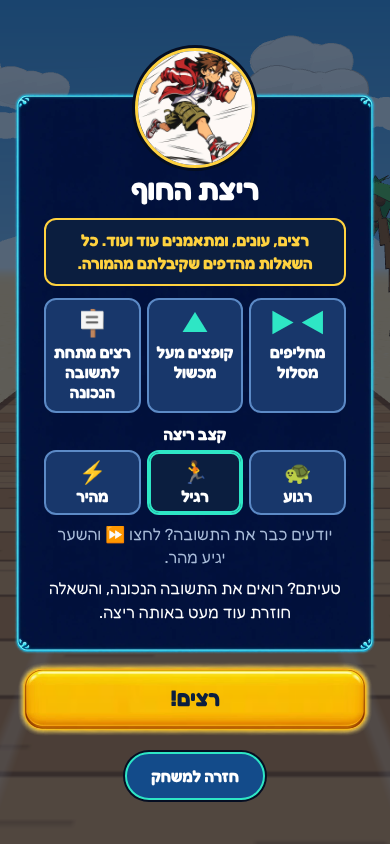 ריצת החוף
רצים, עונים, ומתאמנים עוד ועוד. כל
השאלות מהדפים שקיבלתם מהמורה.
מחליפים
מסלול
קופצים מעל
מכשול
רצים מתחת
לתשובה
הנכונה
קצב ריצה
רגוע
רגיל
מהיר
יודעים כבר את התשובה? לחצו ⏩ והשער
יגיע מהר.
טעיתם? רואים את התשובה הנכונה, והשאלה
חוזרת עוד מעט באותה ריצה.
רצים!
חזרה למשחק